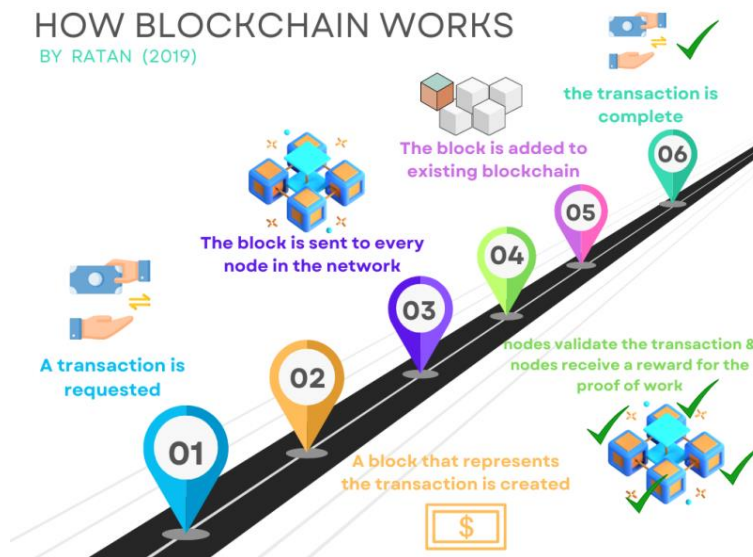 HOW BLOCKCHAIN WORKS
BY RATAN (2019)
01
A transaction is
requested
02
A block that represents
the transaction is created
$
03
The block is sent to every
node in the network
04
nodes validate the transaction &
nodes receive a reward for the
proof of work
05
The block is added to
existing blockchain
06
the transaction is
complete